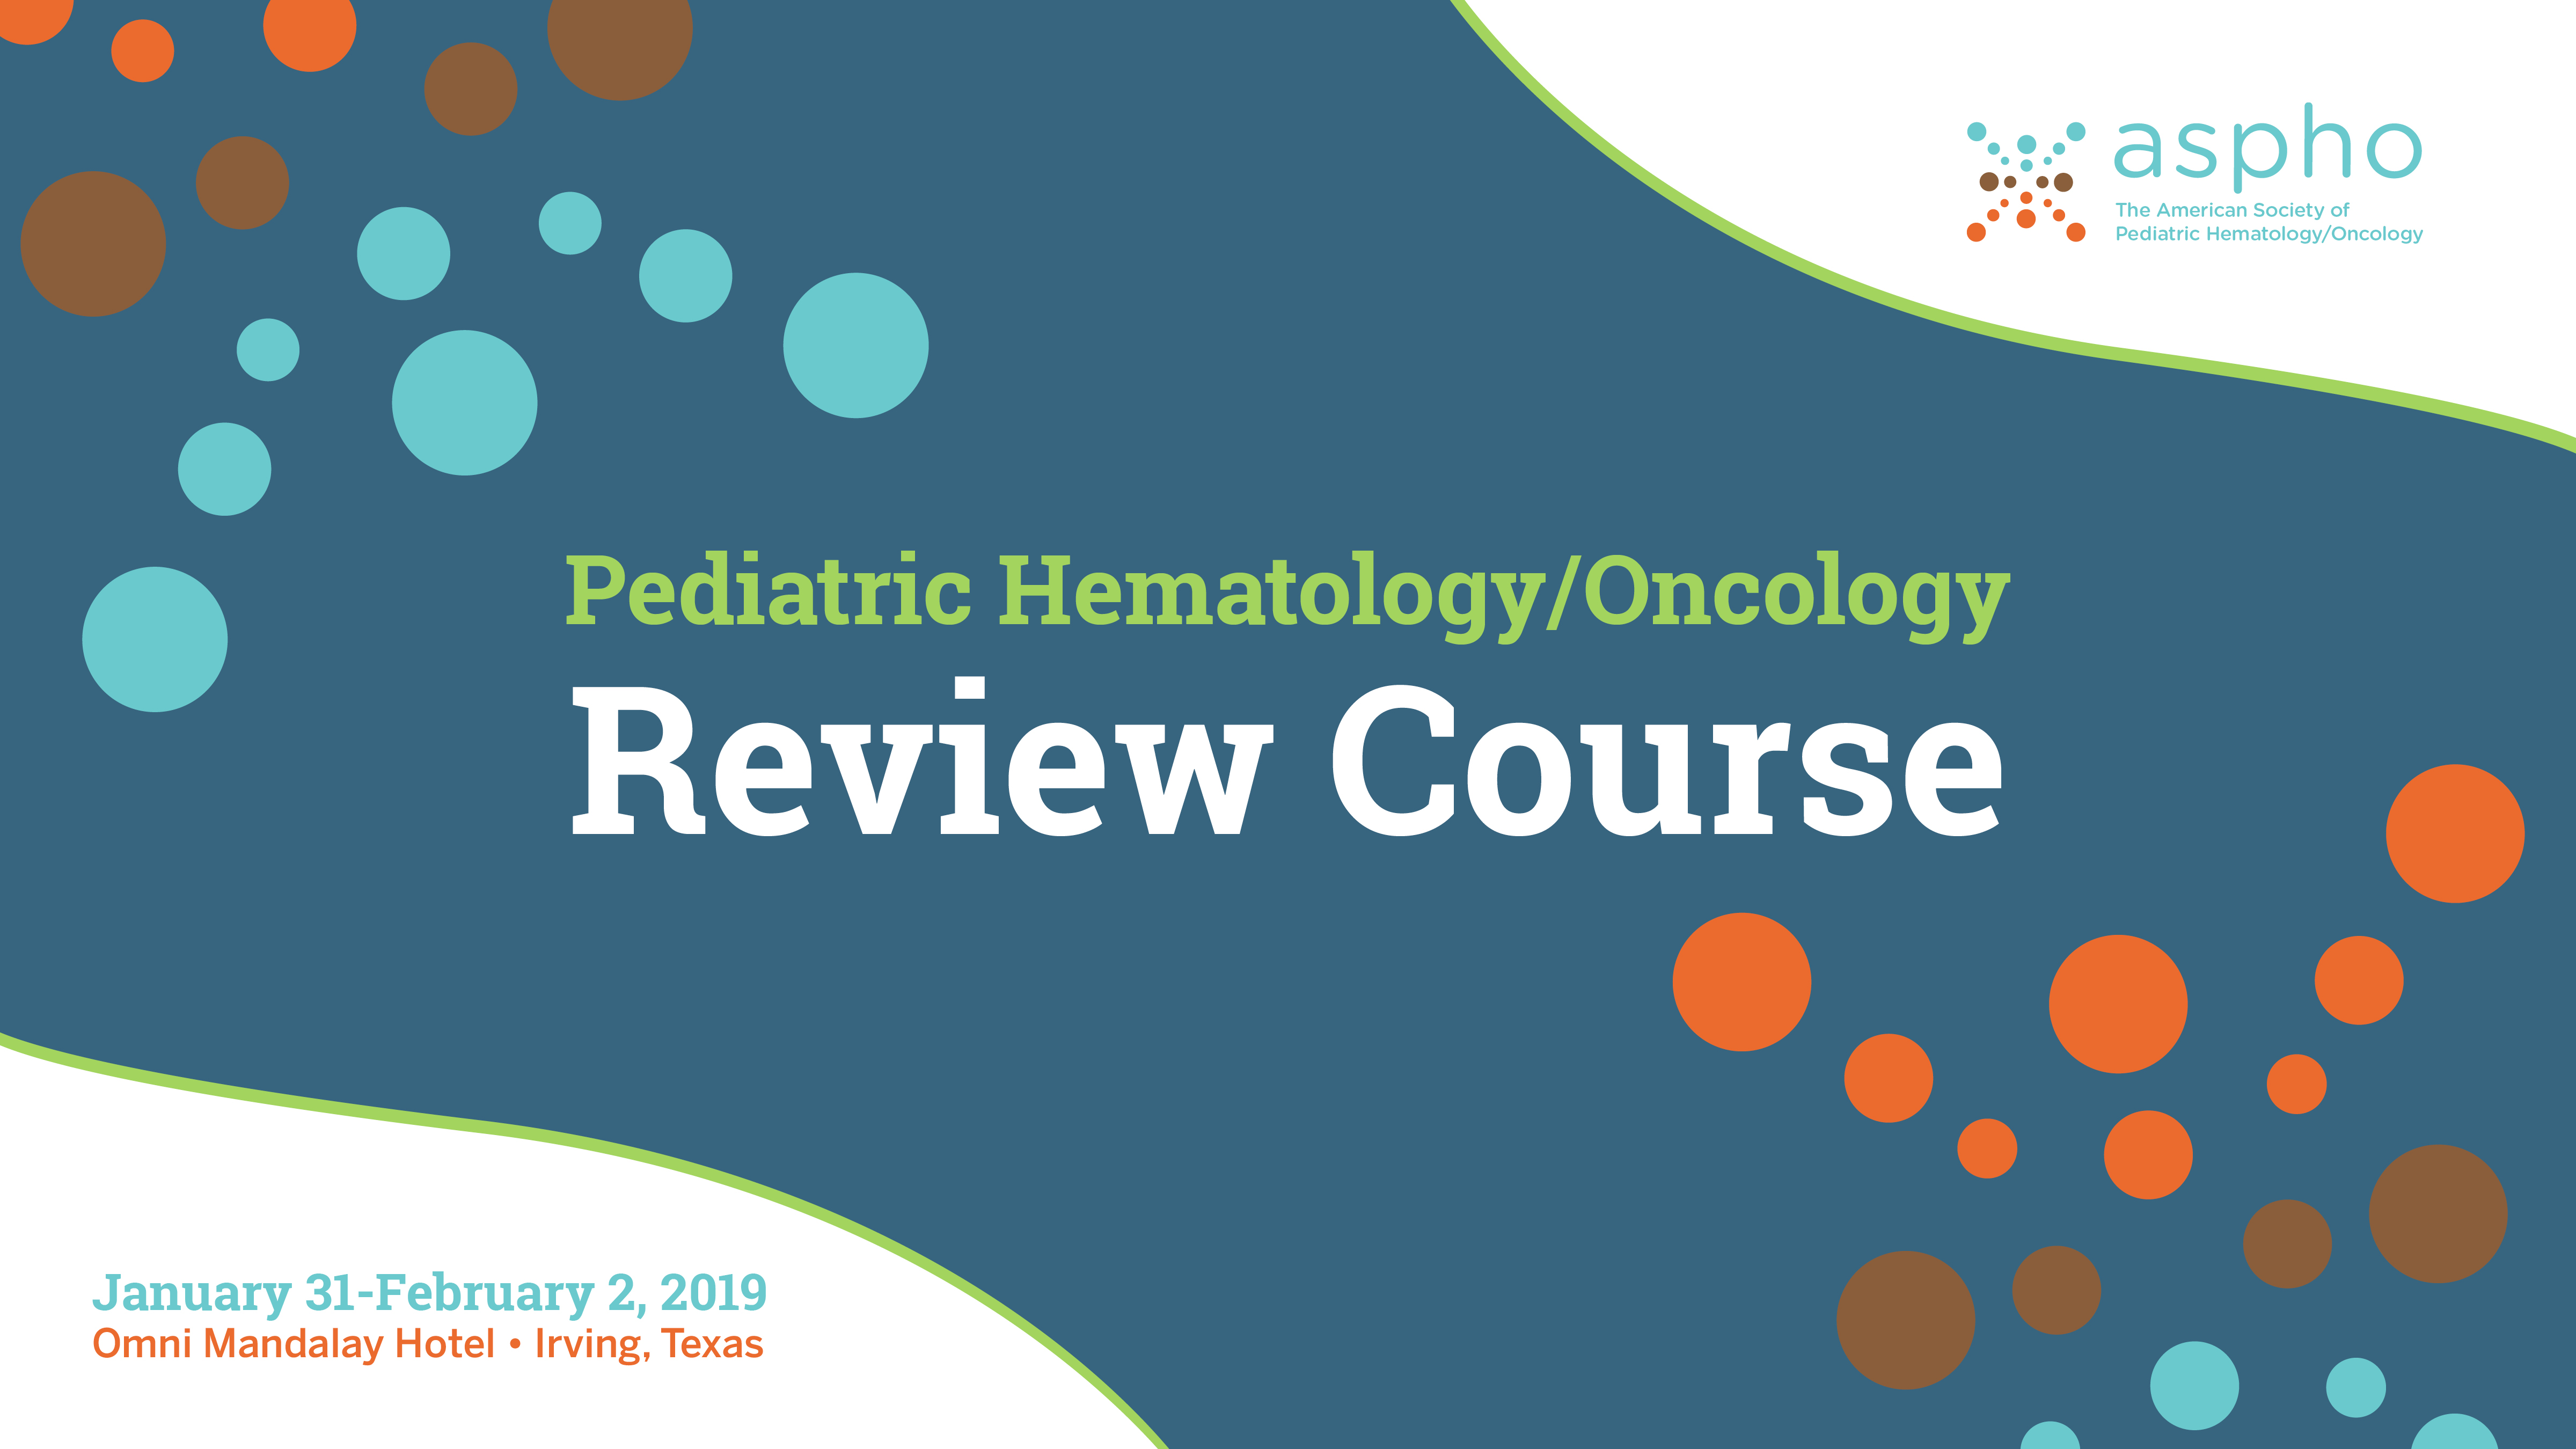 aspho
The American Society of
Pediatric Hematology/Oncology
Pediatric Hematology/Oncology
Review Course
January 31-February 2, 2019
Omni Mandalay Hotel • Irving, Texas